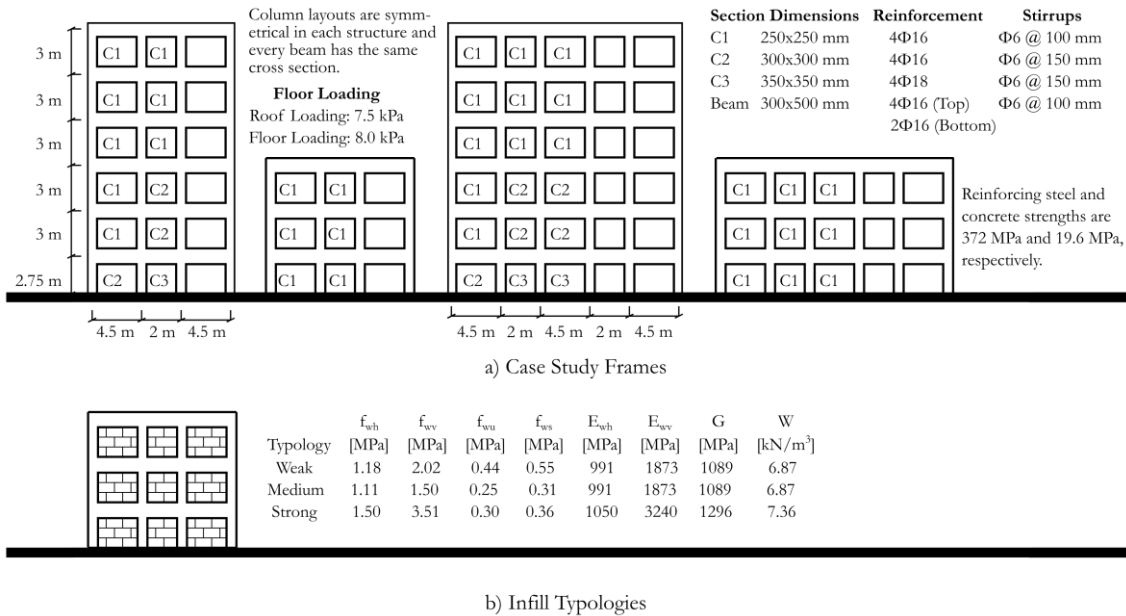 Column layouts are sym-
metrical in each structure and
every beam has the same
cross section.
Floor Loading
Roof Loading: 7.5 kPa
Floor Loading: 8.0 kPa
Section Dimensions Reinforcement Stirrups
C1 250x250 mm 4Φ16 Φ6 @ 100 mm
C2 300x300 mm 4Φ16 Φ6 @ 150 mm
C3 350x350 mm 4Φ18 Φ6 @ 150 mm
Beam 300x500 mm 4Φ16 (Top) Φ6 @ 100 mm
2Φ16 (Bottom)
3 m C1 C1 C1 C1 C1
3 m C1 C1 C1 C1 C1
3 m C1 C1 C1 C1 C1
3 m C1 C2 C1 C1 C1 C2 C2 C1 C1 C1
3 m C1 C2 C1 C1 C1 C2 C2 C1 C1 C1
2.75 m C2 C3 C1 C1 C2 C3 C3 C1 C1 C1
Reinforcing steel and
concrete strengths are
372 MPa and 19.6 MPa,
respectively.
4.5 m 2 m 4.5 m 4.5 m 2 m 4.5 m 2 m 4.5 m
a) Case Study Frames
f_wh f_wv f_wu f_ws E_wh E_wv G W
Typology [MPa] [MPa] [MPa] [MPa] [MPa] [MPa] [MPa] [kN/m³]
Weak 1.18 2.02 0.44 0.55 991 1873 1089 6.87
Medium 1.11 1.50 0.25 0.31 991 1873 1089 6.87
Strong 1.50 3.51 0.30 0.36 1050 3240 1296 7.36
b) Infill Typologies